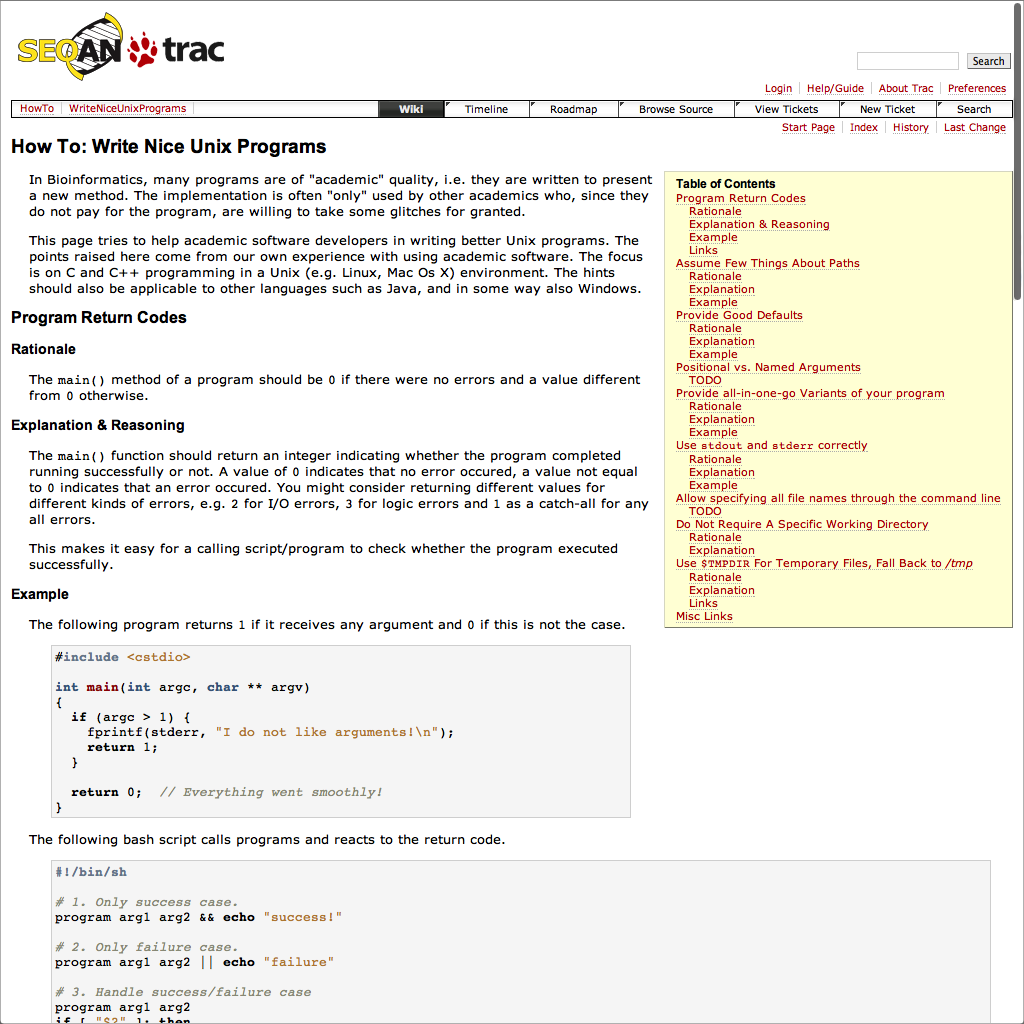 SEQAN trac
Search
Login Help/Guide About Trac Preferences
HowTo WriteNiceUnixPrograms Wiki Timeline Roadmap Browse Source View Tickets New Ticket Search
Start Page Index History Last Change
How To: Write Nice Unix Programs
In Bioinformatics, many programs are of "academic" quality, i.e. they are written to present
a new method. The implementation is often "only" used by other academics who, since they
do not pay for the program, are willing to take some glitches for granted.
This page tries to help academic software developers in writing better Unix programs. The
points raised here come from our own experience with using academic software. The focus
is on C and C++ programming in a Unix (e.g. Linux, Mac Os X) environment. The hints
should also be applicable to other languages such as Java, and in some way also Windows.
Table of Contents
Program Return Codes
Rationale
Explanation & Reasoning
Example
Links
Assume Few Things About Paths
Rationale
Explanation
Example
Provide Good Defaults
Rationale
Explanation
Example
Positional vs. Named Arguments
TODO
Provide all-in-one-go Variants of your program
Rationale
Explanation
Example
Use stdout and stderr correctly
Rationale
Explanation
Example
Allow specifying all file names through the command line
TODO
Do Not Require A Specific Working Directory
Rationale
Explanation
Use $TMPDIR For Temporary Files, Fall Back to /tmp
Rationale
Explanation
Links
Misc Links
Program Return Codes
Rationale
The main() method of a program should be 0 if there were no errors and a value different
from 0 otherwise.
Explanation & Reasoning
The main() function should return an integer indicating whether the program completed
running successfully or not. A value of 0 indicates that no error occured, a value not equal
to 0 indicates that an error occured. You might consider returning different values for
different kinds of errors, e.g. 2 for I/O errors, 3 for logic errors and 1 as a catch-all for any
all errors.
This makes it easy for a calling script/program to check whether the program executed
successfully.
Example
The following program returns 1 if it receives any argument and 0 if this is not the case.
#include <cstdio>
int main(int argc, char ** argv)
{
if (argc > 1) {
fprintf(stderr, "I do not like arguments!\n");
return 1;
}
return 0; // Everything went smoothly!
}
The following bash script calls programs and reacts to the return code.
#!/bin/sh
# 1. Only success case.
program arg1 arg2 && echo "success!"
# 2. Only failure case.
program arg1 arg2 || echo "failure"
# 3. Handle success/failure case
program arg1 arg2
if [ "$?" ]; then